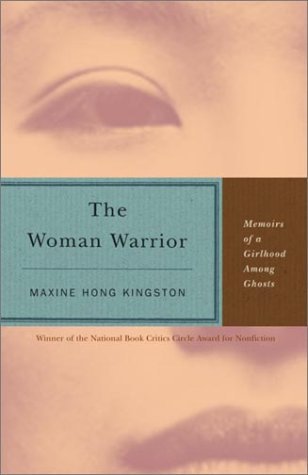 The
Woman Warrior
MAXINE HONG KINGSTON
Memoirs
of a
Girlhood
Among
Ghosts
Winner of the National Book Critics Circle Award for Nonfiction